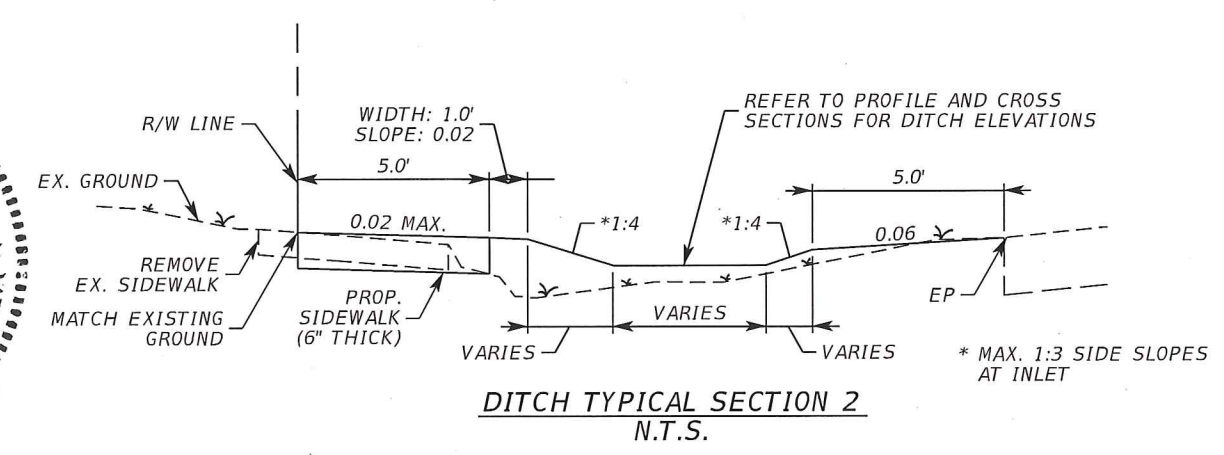 R/W LINE
WIDTH: 1.0'
SLOPE: 0.02
REFER TO PROFILE AND CROSS
SECTIONS FOR DITCH ELEVATIONS
EX. GROUND
5.0'
5.0'
0.02 MAX.
*1:4
*1:4
0.06
REMOVE
EX. SIDEWALK
MATCH EXISTING
GROUND
PROP.
SIDEWALK
(6" THICK)
VARIES
VARIES
VARIES
EP
* MAX. 1:3 SIDE SLOPES
AT INLET
DITCH TYPICAL SECTION 2
N.T.S.